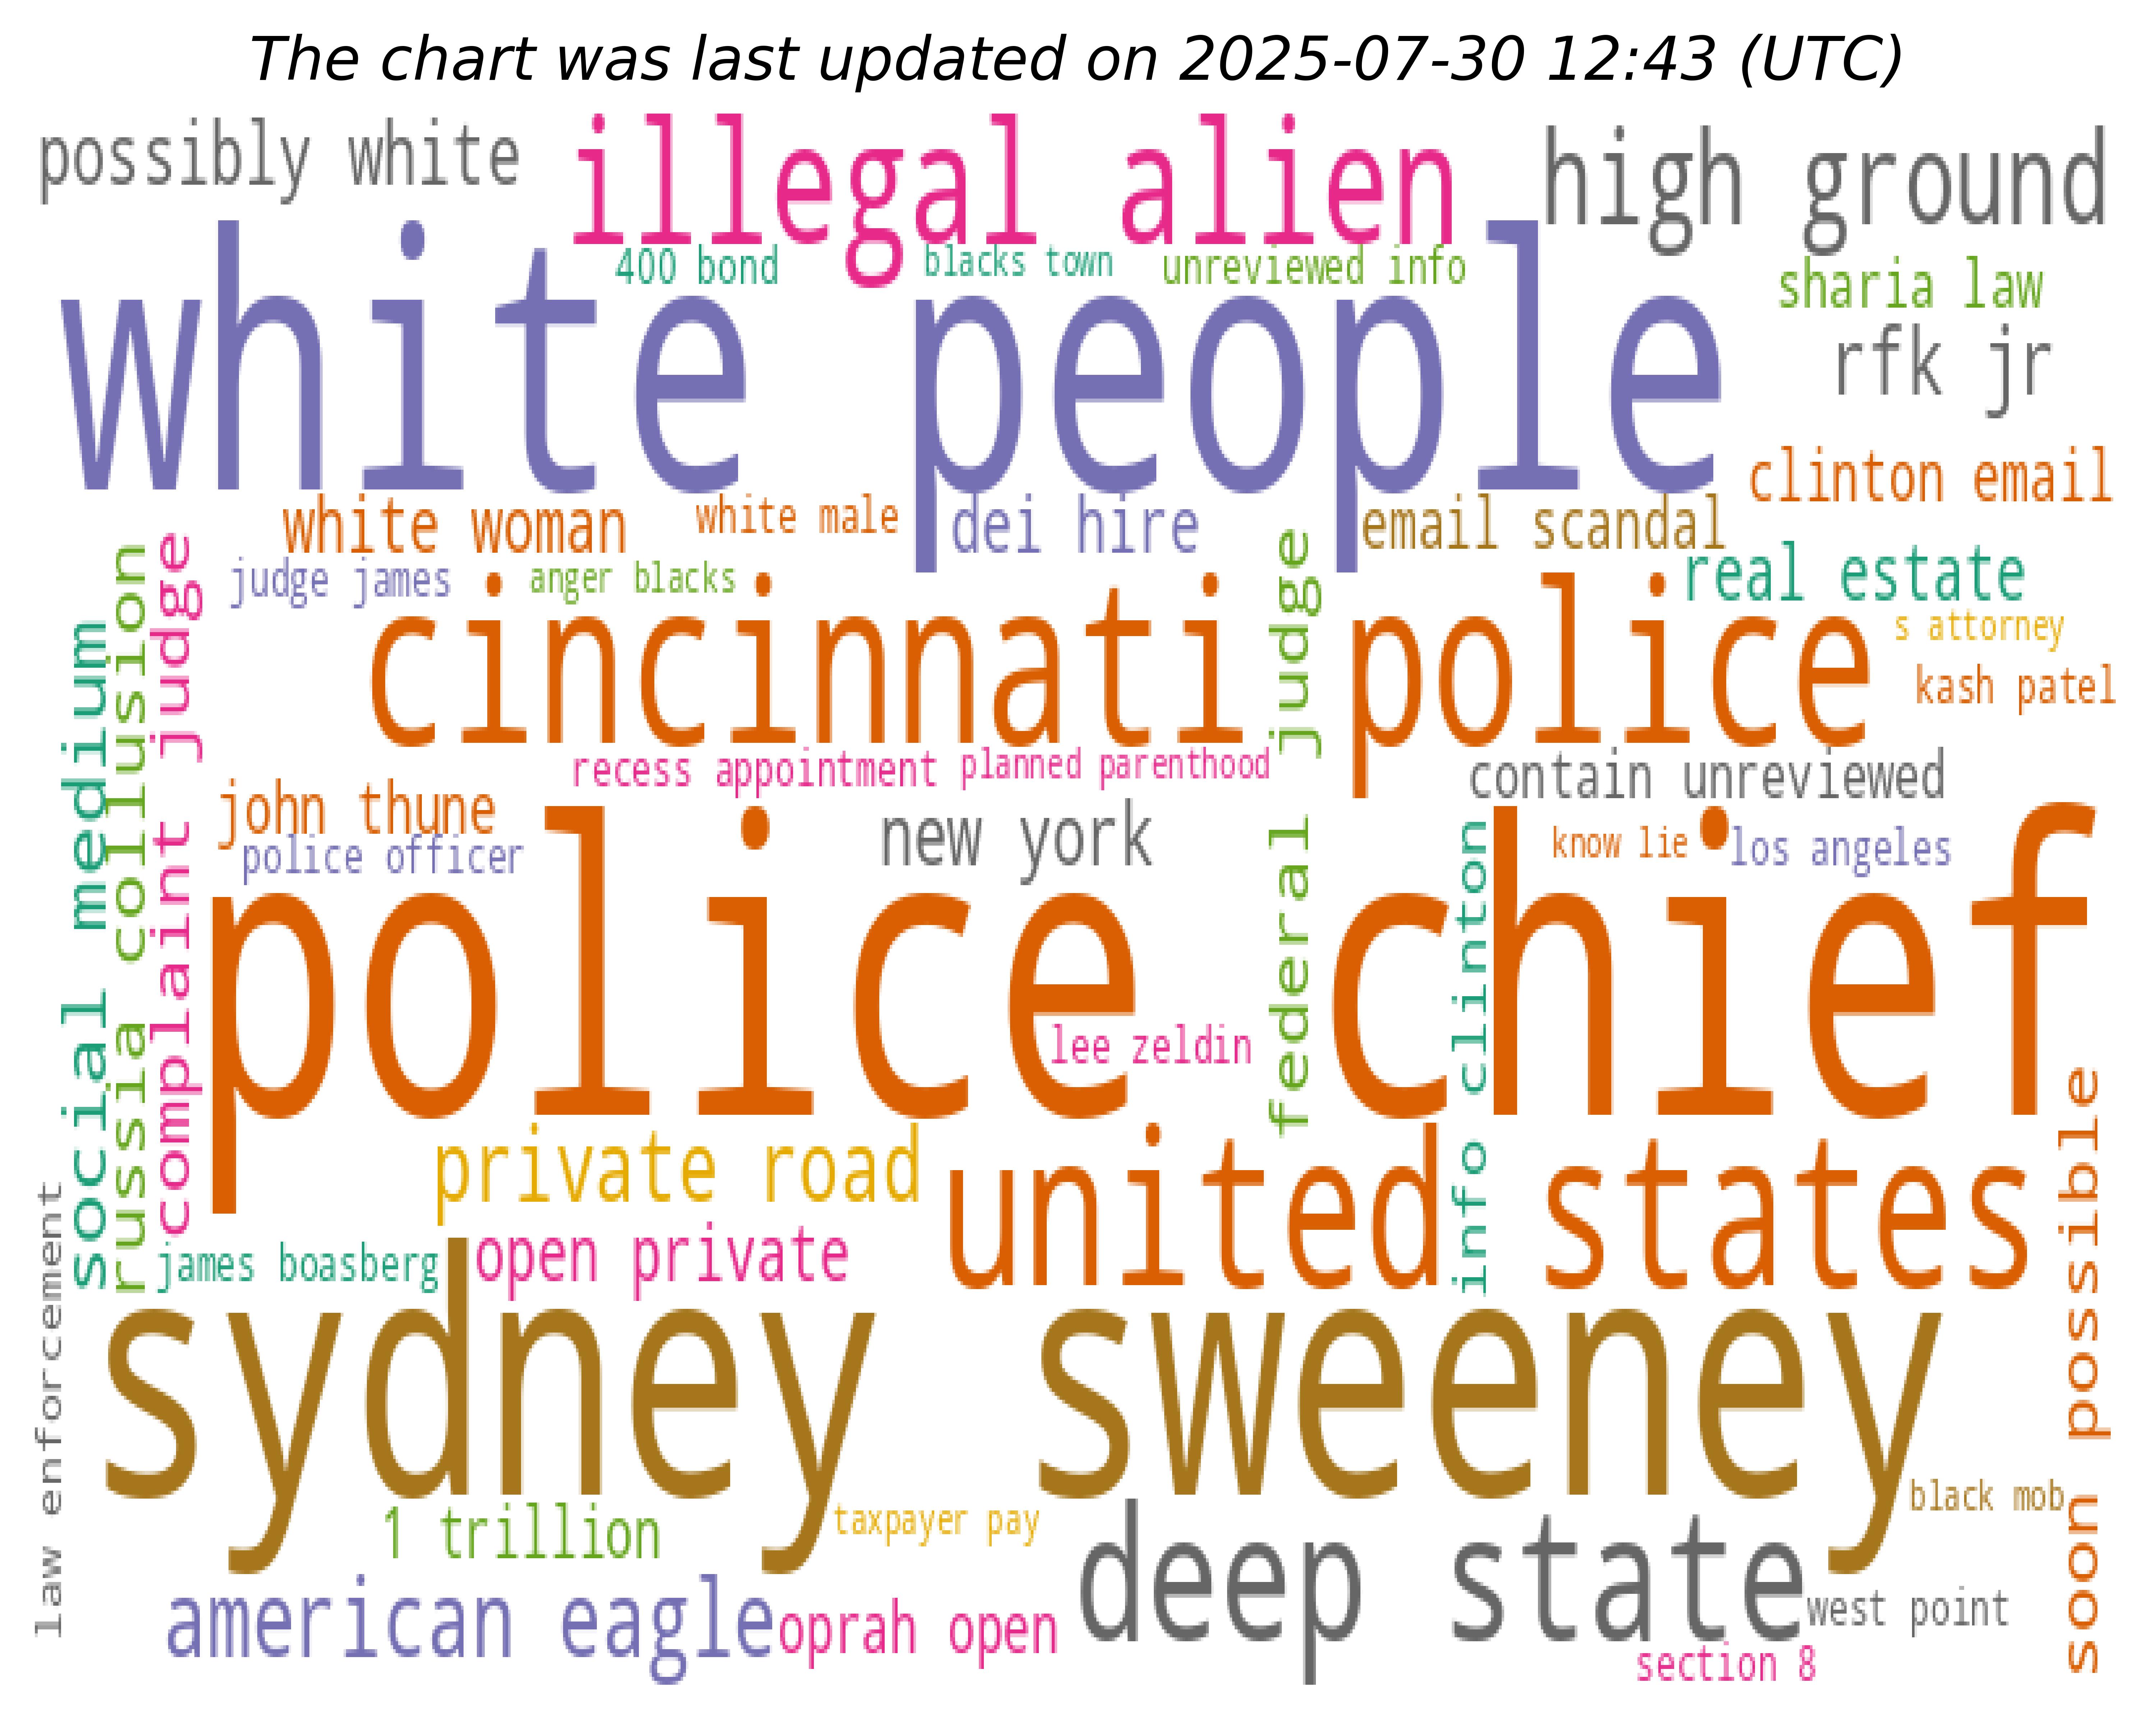 The chart was last updated on 2025-07-30 12:43 (UTC)
possibly white
illegal alien
high ground
400 bond
blacks town
unreviewed info
sharia law
white people
rfk jr
clinton email
white woman
white male
dei hire
email scandal
real estate
judge james
anger blacks
cincinnati police
s attorney
kash patel
social medium
russia collusion
complaint judge
federal judge
recess appointment
planned parenthood
contain unreviewed
john thune
police officer
new york
know lie
los angeles
police chief
lee zeldin
info clinton
private road
united states
soon possible
law enforcement
james boasberg
open private
sydney sweeney
1 trillion
taxpayer pay
black mob
deep state
american eagle
oprah open
west point
section 8